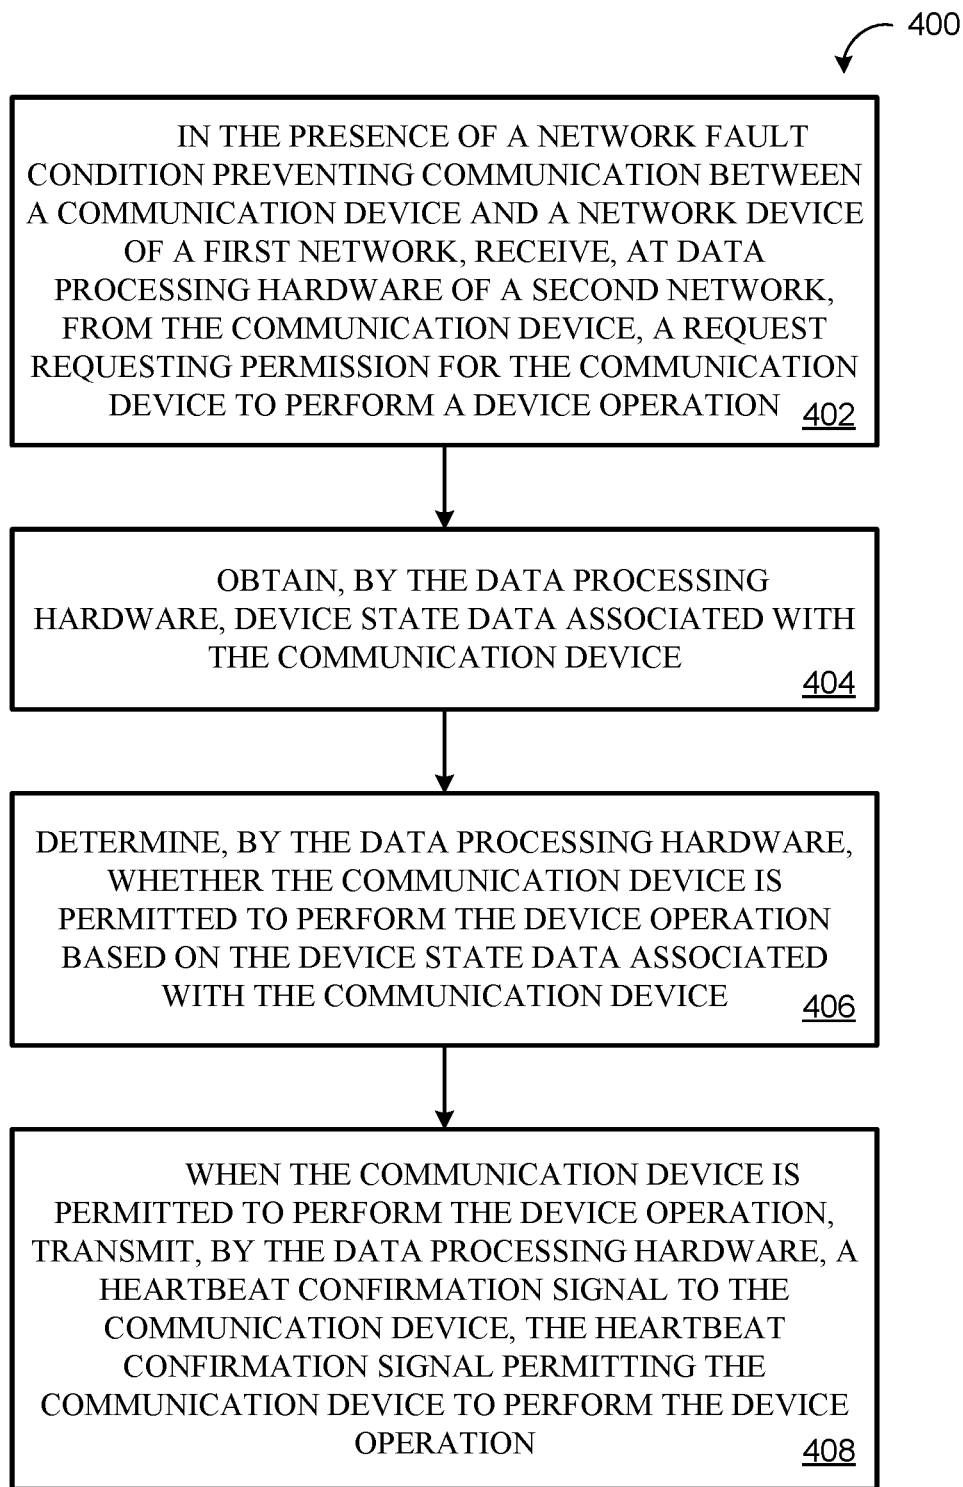 400
IN THE PRESENCE OF A NETWORK FAULT
CONDITION PREVENTING COMMUNICATION BETWEEN
A COMMUNICATION DEVICE AND A NETWORK DEVICE
OF A FIRST NETWORK, RECEIVE, AT DATA
PROCESSING HARDWARE OF A SECOND NETWORK,
FROM THE COMMUNICATION DEVICE, A REQUEST
REQUESTING PERMISSION FOR THE COMMUNICATION
DEVICE TO PERFORM A DEVICE OPERATION
402
OBTAIN, BY THE DATA PROCESSING
HARDWARE, DEVICE STATE DATA ASSOCIATED WITH
THE COMMUNICATION DEVICE
404
DETERMINE, BY THE DATA PROCESSING HARDWARE,
WHETHER THE COMMUNICATION DEVICE IS
PERMITTED TO PERFORM THE DEVICE OPERATION
BASED ON THE DEVICE STATE DATA ASSOCIATED
WITH THE COMMUNICATION DEVICE
406
WHEN THE COMMUNICATION DEVICE IS
PERMITTED TO PERFORM THE DEVICE OPERATION,
TRANSMIT, BY THE DATA PROCESSING HARDWARE, A
HEARTBEAT CONFIRMATION SIGNAL TO THE
COMMUNICATION DEVICE, THE HEARTBEAT
CONFIRMATION SIGNAL PERMITTING THE
COMMUNICATION DEVICE TO PERFORM THE DEVICE
OPERATION
408